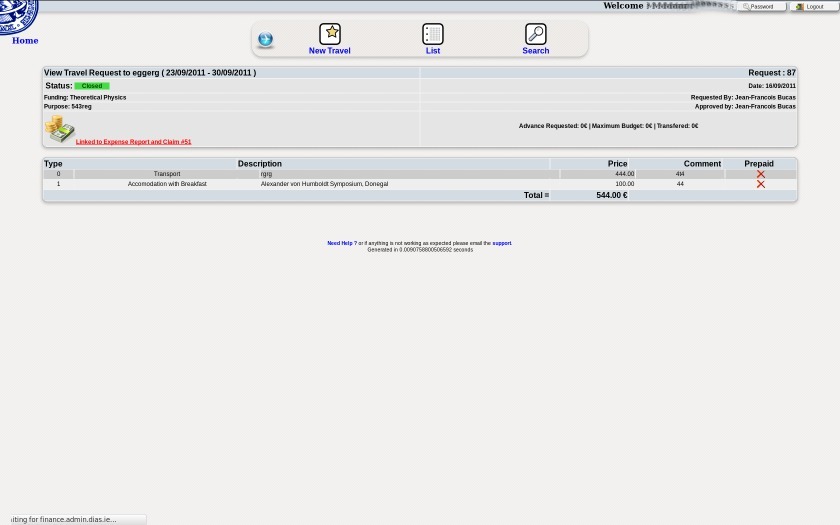 Welcome
Password
Logout
Home
New Travel
List
Search
View Travel Request to eggerg ( 23/09/2011 - 30/09/2011 )
Request : 87
Status: Closed
Date: 16/09/2011
Funding: Theoretical Physics
Requested By: Jean-Francois Bucas
Purpose: 543reg
Approved by: Jean-Francois Bucas
Advance Requested: 0€ | Maximum Budget: 0€ | Transfered: 0€
Linked to Expense Report and Claim #51
Type Description Price Comment Prepaid
0 Transport rgrg 444.00 4t4
1 Accomodation with Breakfast Alexander von Humboldt Symposium, Donegal 100.00 44
Total = 544.00 €
Need Help ? or if anything is not working as expected please email the support.
Generated in 0.0090758800506592 seconds
iting for finance.admin.dias.ie...